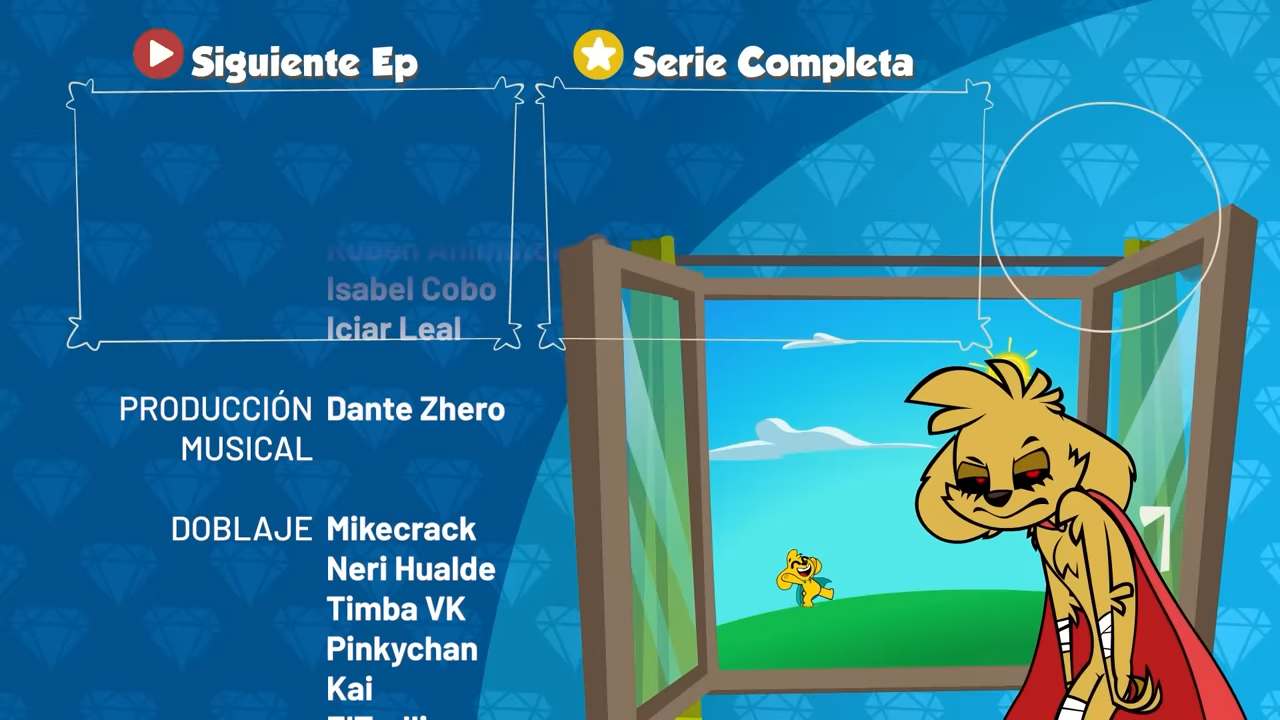 Siguiente Ep
Serie Completa
Isabel Cobo
Iciar Leal
PRODUCCIÓN Dante Zhero
MUSICAL
DOBLAJE Mikecrack
Neri Hualde
Timba VK
Pinkychan
Kai